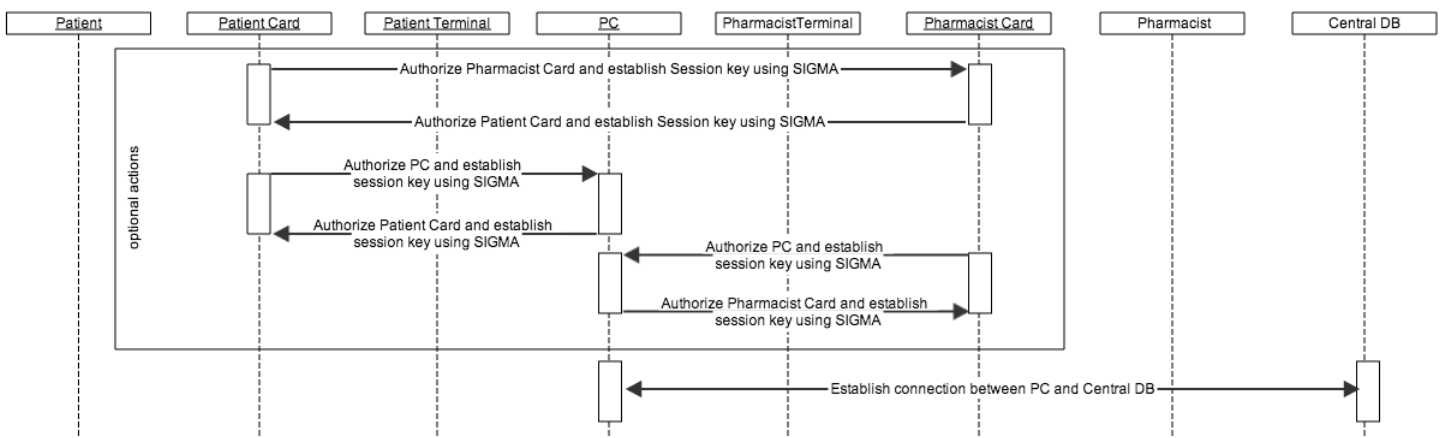 Patient
Patient Card
Patient Terminal
PC
PharmacistTerminal
Pharmacist Card
Pharmacist
Central DB
optional actions
Authorize Pharmacist Card and establish Session key using SIGMA
Authorize Patient Card and establish Session key using SIGMA
Authorize PC and establish
session key using SIGMA
Authorize Patient Card and establish
session key using SIGMA
Authorize PC and establish
session key using SIGMA
Authorize Pharmacist Card and establish
session key using SIGMA
Establish connection between PC and Central DB